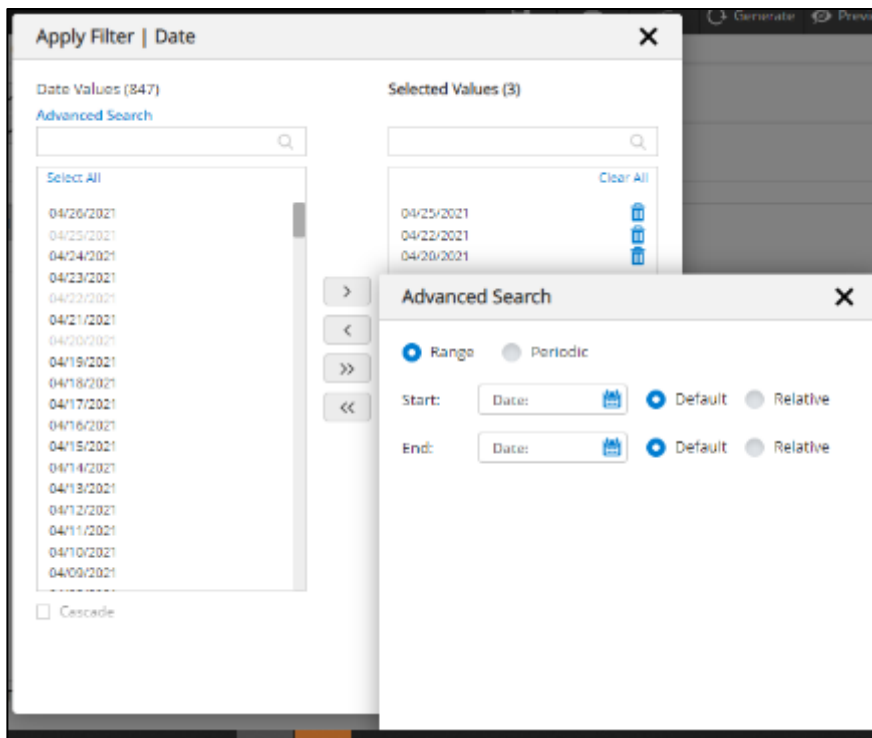 Generate Previ
Apply Filter | Date
Date Values (847)
Advanced Search
Select All
04/26/2021
04/25/2021
04/24/2021
04/23/2021
04/22/2021
04/21/2021
04/20/2021
04/19/2021
04/18/2021
04/17/2021
04/16/2021
04/15/2021
04/14/2021
04/13/2021
04/12/2021
04/11/2021
04/10/2021
04/09/2021
Cascade
>
<
>>
<<
Selected Values (3)
Clear All
04/25/2021
04/22/2021
04/20/2021
Advanced Search
Range Periodic
Start: Date: Default Relative
End: Date: Default Relative